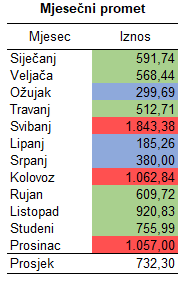 Mjesečni promet
Mjesec Iznos
Siječanj 591,74
Veljača 568,44
Ožujak 299,69
Travanj 512,71
Svibanj 1.843,38
Lipanj 185,26
Srpanj 380,00
Kolovoz 1.062,84
Rujan 609,72
Listopad 920,83
Studeni 755,99
Prosinac 1.057,00
Prosjek 732,30